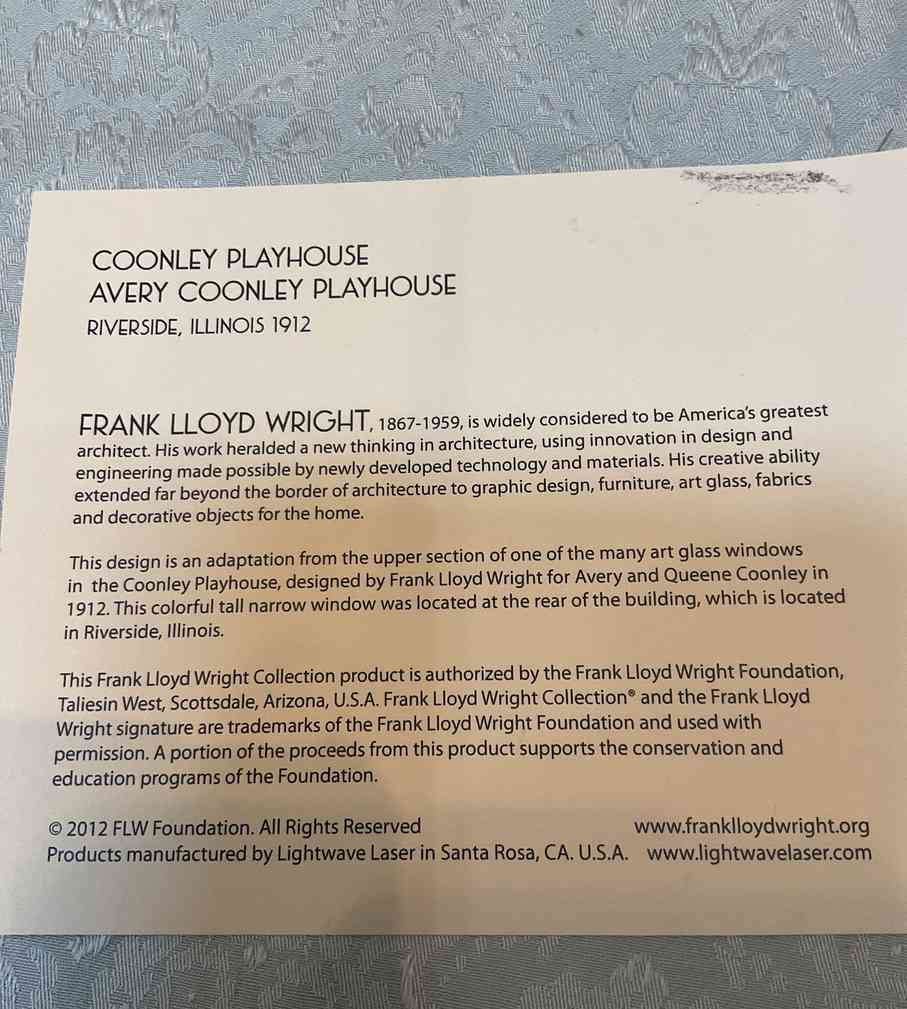 COONLEY PLAYHOUSE
AVERY COONLEY PLAYHOUSE
RIVERSIDE, ILLINOIS 1912
FRANK LLOYD WRIGHT, 1867-1959, is widely considered to be America's greatest
architect. His work heralded a new thinking in architecture, using innovation in design and
engineering made possible by newly developed technology and materials. His creative ability
extended far beyond the border of architecture to graphic design, furniture, art glass, fabrics
and decorative objects for the home.
This design is an adaptation from the upper section of one of the many art glass windows
in the Coonley Playhouse, designed by Frank Lloyd Wright for Avery and Queene Coonley in
1912. This colorful tall narrow window was located at the rear of the building, which is located
in Riverside, Illinois.
This Frank Lloyd Wright Collection product is authorized by the Frank Lloyd Wright Foundation,
Taliesin West, Scottsdale, Arizona, U.S.A. Frank Lloyd Wright Collection® and the Frank Lloyd
Wright signature are trademarks of the Frank Lloyd Wright Foundation and used with
permission. A portion of the proceeds from this product supports the conservation and
education programs of the Foundation.
© 2012 FLW Foundation. All Rights Reserved www.franklloydwright.org
Products manufactured by Lightwave Laser in Santa Rosa, CA. U.S.A. www.lightwavelaser.com